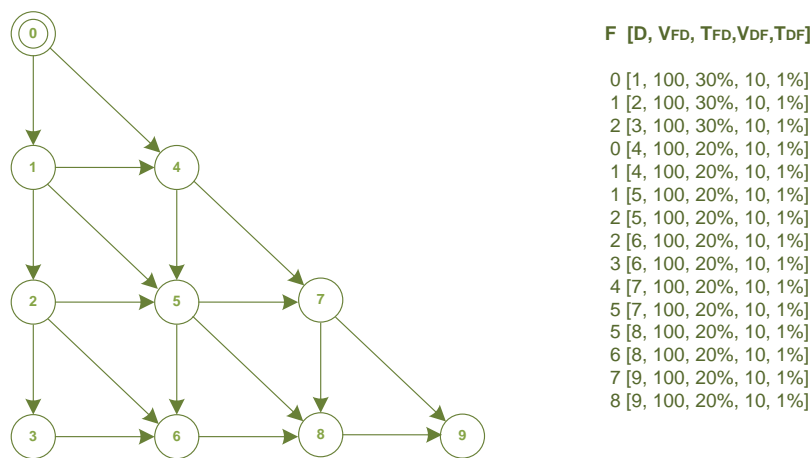 0
1
4
2
5
7
3
6
8
9
F [D, VFD, TFD,VDF,TDF]
0 [1, 100, 30%, 10, 1%]
1 [2, 100, 30%, 10, 1%]
2 [3, 100, 30%, 10, 1%]
0 [4, 100, 20%, 10, 1%]
1 [4, 100, 20%, 10, 1%]
1 [5, 100, 20%, 10, 1%]
2 [5, 100, 20%, 10, 1%]
2 [6, 100, 20%, 10, 1%]
3 [6, 100, 20%, 10, 1%]
4 [7, 100, 20%, 10, 1%]
5 [7, 100, 20%, 10, 1%]
5 [8, 100, 20%, 10, 1%]
6 [8, 100, 20%, 10, 1%]
7 [9, 100, 20%, 10, 1%]
8 [9, 100, 20%, 10, 1%]